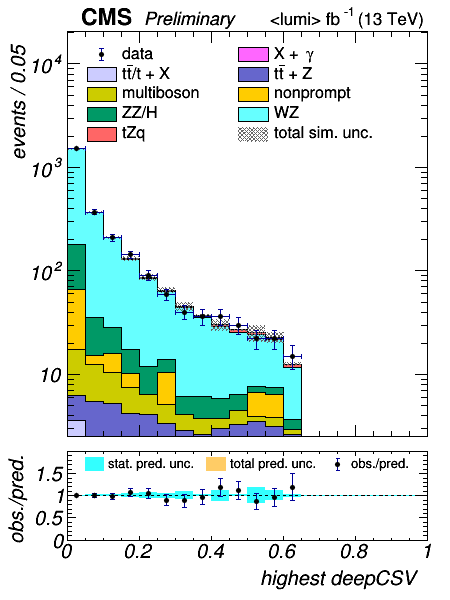 CMS Preliminary <lumi> fb⁻¹ (13 TeV)
events / 0.05
10⁴
10³
10²
10
data
X + γ
tt̄/t + X
tt̄ + Z
multiboson
nonprompt
ZZ/H
WZ
tZq
total sim. unc.
obs./pred.
1.5
1
0.5
0
stat. pred. unc.
total pred. unc.
obs./pred.
0 0.2 0.4 0.6 0.8 1
highest deepCSV